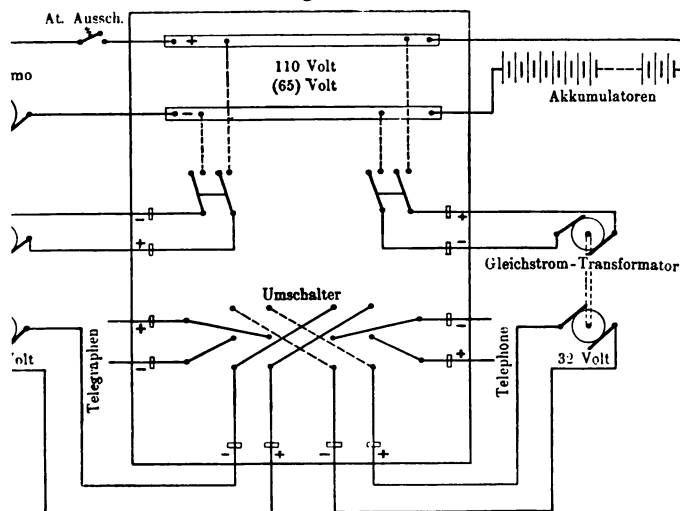 At. Aussch.
+
110 Volt
(65) Volt
mo
Akkumulatoren
-
- +
+ -
Gleichstrom-Transformator
Umschalter
+ -
- +
Telegraphen
Telephone
Volt
32 Volt
- + - +